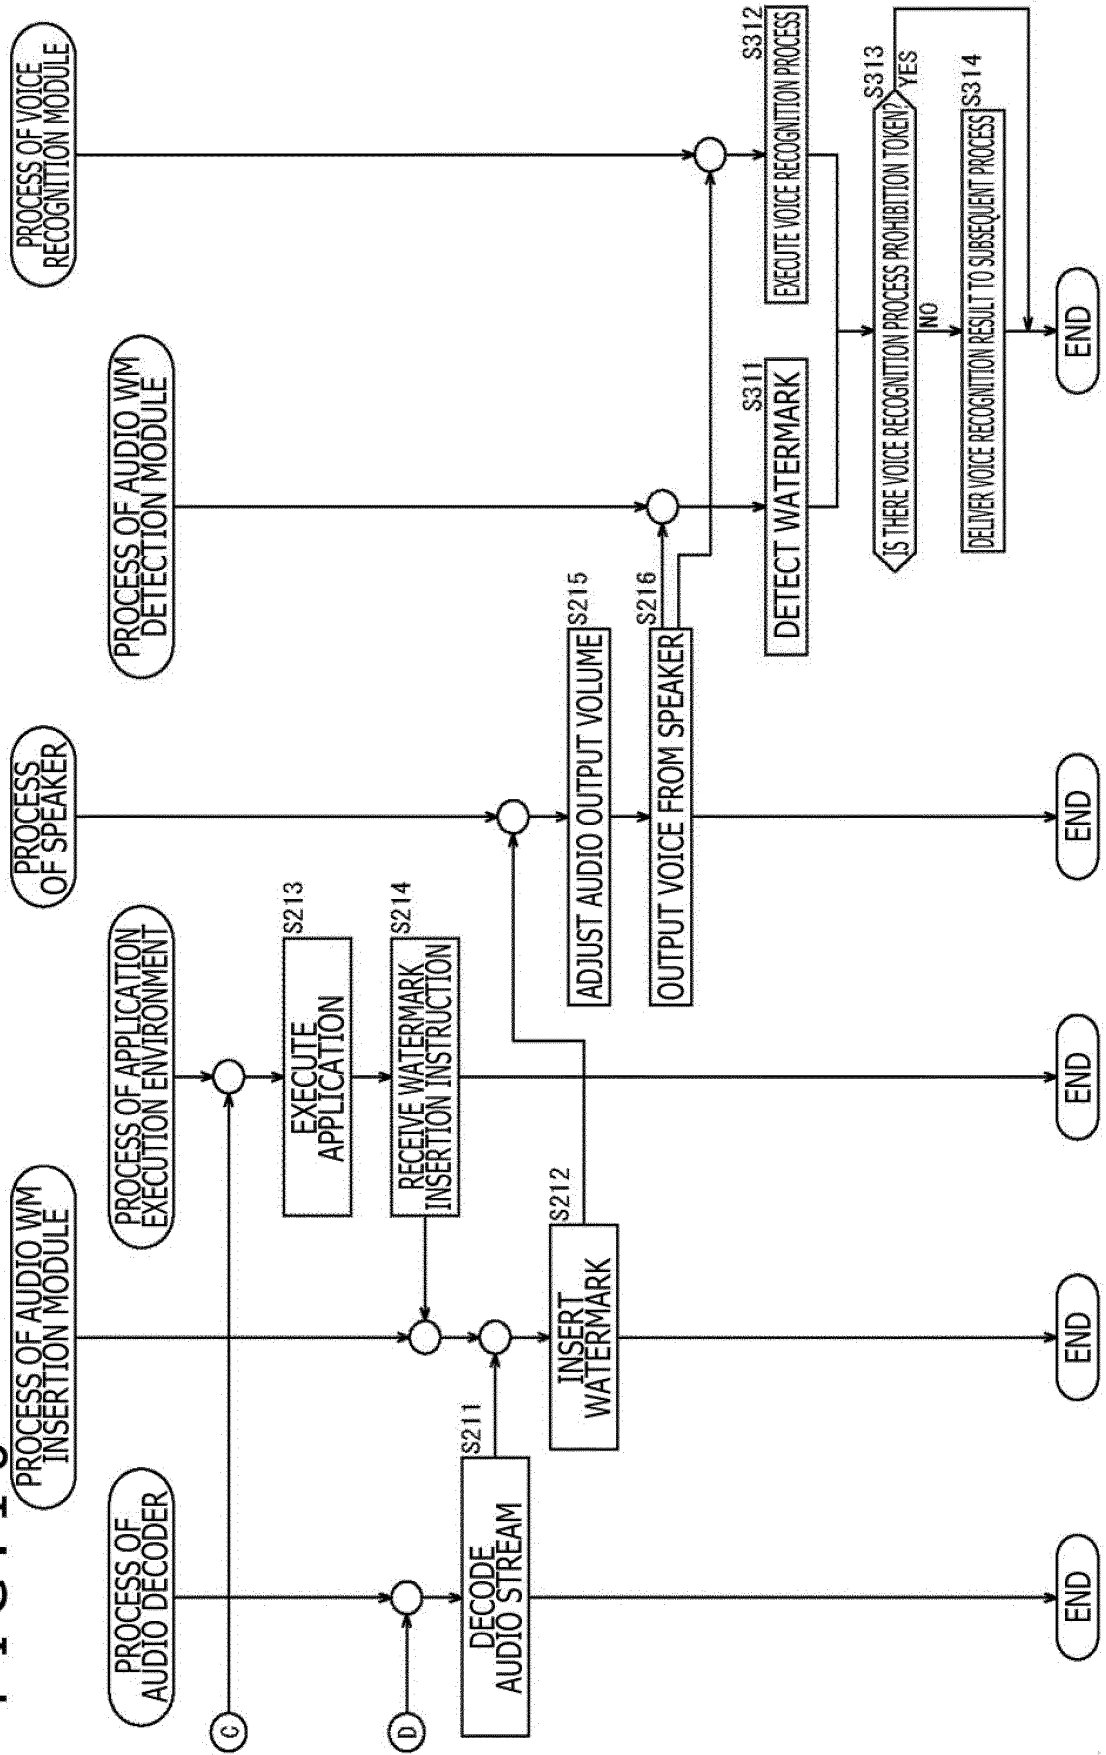 PROCESS OF
AUDIO DECODER
PROCESS OF AUDIO WM
INSERTION MODULE
PROCESS OF APPLICATION
EXECUTION ENVIRONMENT
PROCESS
OF SPEAKER
PROCESS OF AUDIO WM
DETECTION MODULE
PROCESS OF VOICE
RECOGNITION MODULE
C
S213
EXECUTE
APPLICATION
D
S214
RECEIVE WATERMARK
INSERTION INSTRUCTION
S211
DECODE
AUDIO STREAM
S212
INSERT
WATERMARK
S215
ADJUST AUDIO OUTPUT VOLUME
S216
OUTPUT VOICE FROM SPEAKER
S311
DETECT WATERMARK
S312
EXECUTE VOICE RECOGNITION PROCESS
S313
IS THERE VOICE RECOGNITION PROCESS PROHIBITION TOKEN?
YES
NO
S314
DELIVER VOICE RECOGNITION RESULT TO SUBSEQUENT PROCESS
END
END
END
END
END